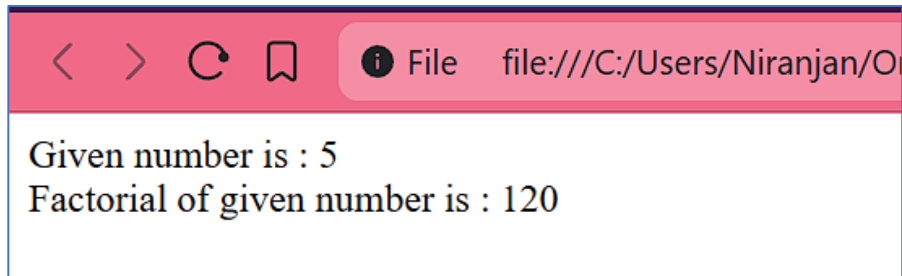 File file:///C:/Users/Niranjan/O
Given number is : 5
Factorial of given number is : 120